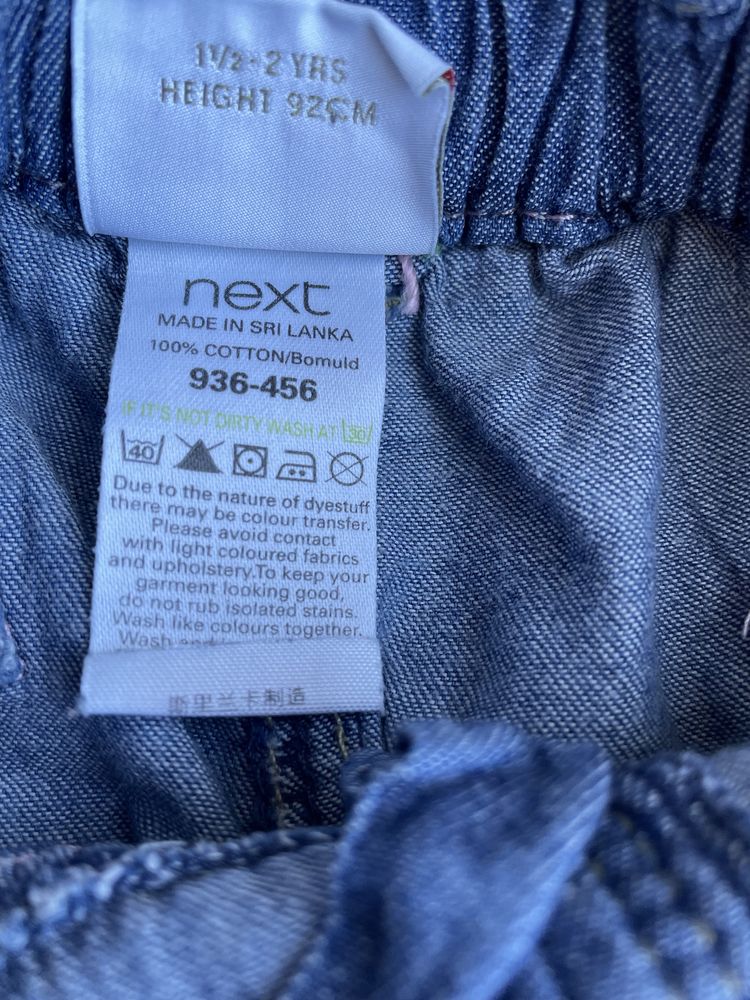 1½-2 YRS
HEIGHT 92CM
next
MADE IN SRI LANKA
100% COTTON/Bomuld
936-456
IF IT'S NOT DIRTY WASH AT 30
40
Due to the nature of dyestuff
there may be colour transfer.
Please avoid contact
with light coloured fabrics
and upholstery.To keep your
garment looking good,
do not rub isolated stains.
Wash like colours together.
Wash and
斯里兰卡制造